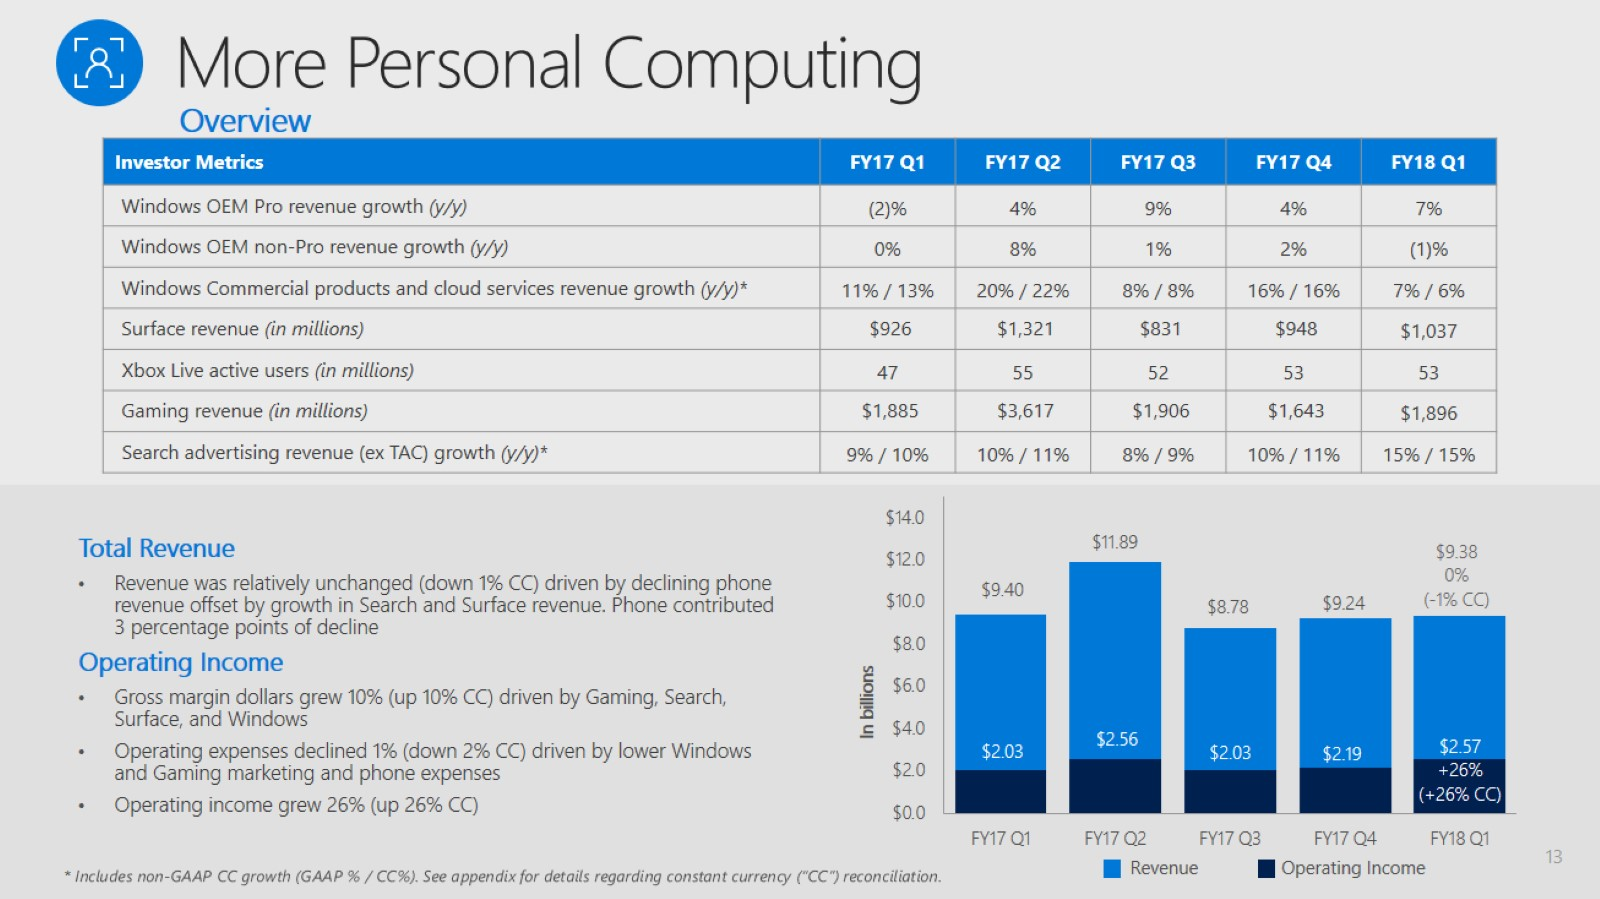 More Personal Computing
Overview
Investor Metrics FY17 Q1 FY17 Q2 FY17 Q3 FY17 Q4 FY18 Q1
Windows OEM Pro revenue growth (y/y) (2)% 4% 9% 4% 7%
Windows OEM non-Pro revenue growth (y/y) 0% 8% 1% 2% (1)%
Windows Commercial products and cloud services revenue growth (y/y)* 11% / 13% 20% / 22% 8% / 8% 16% / 16% 7% / 6%
Surface revenue (in millions) $926 $1,321 $831 $948 $1,037
Xbox Live active users (in millions) 47 55 52 53 53
Gaming revenue (in millions) $1,885 $3,617 $1,906 $1,643 $1,896
Search advertising revenue (ex TAC) growth (y/y)* 9% / 10% 10% / 11% 8% / 9% 10% / 11% 15% / 15%
Total Revenue
• Revenue was relatively unchanged (down 1% CC) driven by declining phone
revenue offset by growth in Search and Surface revenue. Phone contributed
3 percentage points of decline
Operating Income
• Gross margin dollars grew 10% (up 10% CC) driven by Gaming, Search,
Surface, and Windows
• Operating expenses declined 1% (down 2% CC) driven by lower Windows
and Gaming marketing and phone expenses
• Operating income grew 26% (up 26% CC)
In billions
$14.0
$12.0
$10.0
$8.0
$6.0
$4.0
$2.0
$0.0
$9.40
$11.89
$8.78
$9.24
$9.38
0%
(-1% CC)
$2.03
$2.56
$2.03
$2.19
$2.57
+26%
(+26% CC)
FY17 Q1 FY17 Q2 FY17 Q3 FY17 Q4 FY18 Q1
Revenue Operating Income
* Includes non-GAAP CC growth (GAAP % / CC%). See appendix for details regarding constant currency ("CC") reconciliation.
13